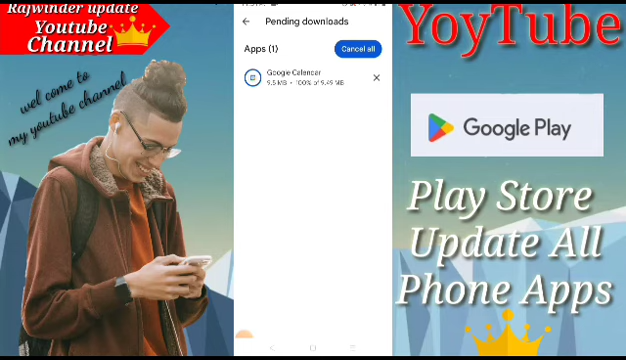 Rajwinder update
Youtube
Channel
wel come to
my youtube channel
Pending downloads
Apps (1)
Cancel all
Google Calendar
9.5 MB • 100% of 9.49 MB
YoyTube
Google Play
Play Store
Update All
Phone Apps